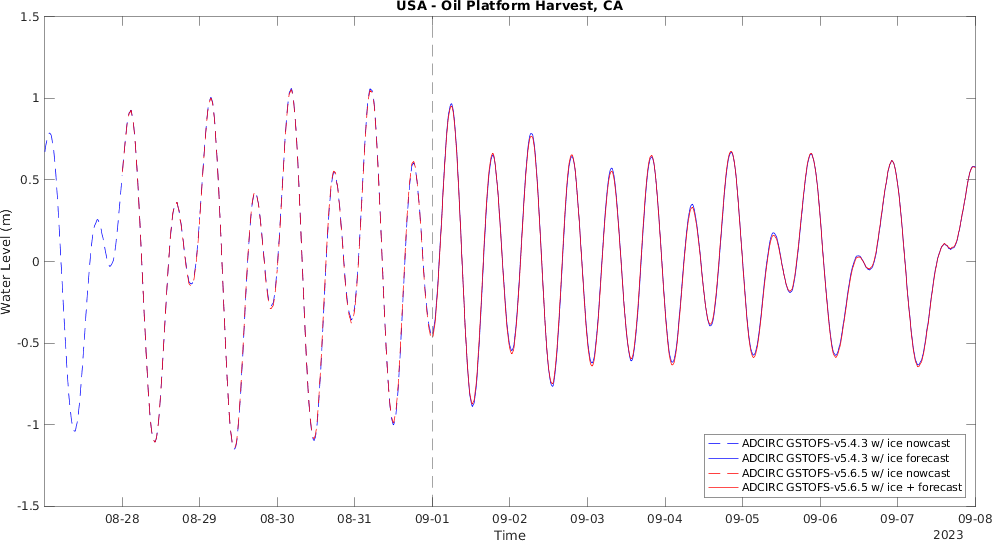 USA - Oil Platform Harvest, CA
1.5
1
0.5
0
-0.5
-1
-1.5
Water Level (m)
08-28 08-29 08-30 08-31 09-01 09-02 09-03 09-04 09-05 09-06 09-07 09-08
Time
2023
ADCIRC GSTOFS-v5.4.3 w/ ice nowcast
ADCIRC GSTOFS-v5.4.3 w/ ice forecast
ADCIRC GSTOFS-v5.6.5 w/ ice nowcast
ADCIRC GSTOFS-v5.6.5 w/ ice + forecast